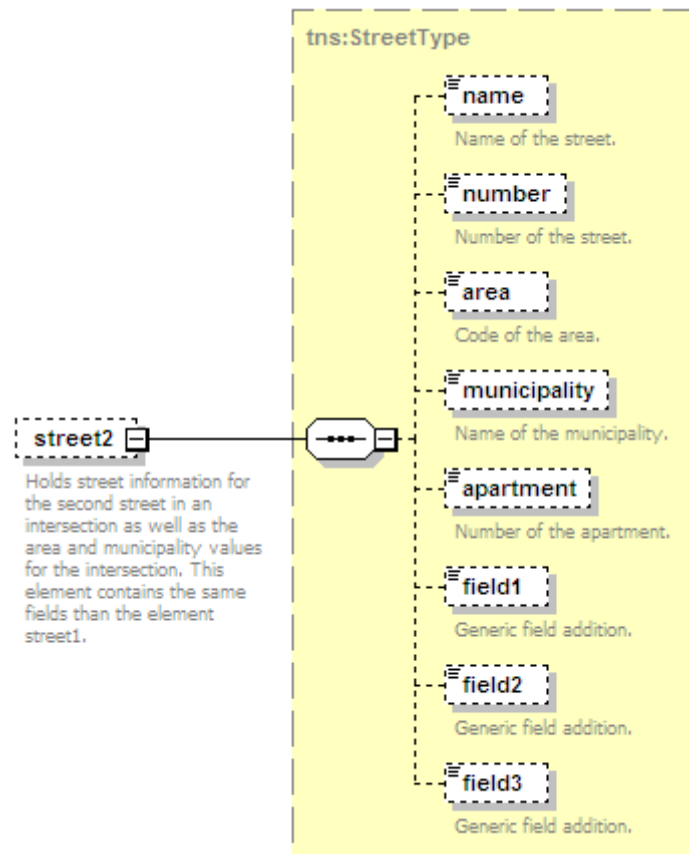 tns:StreetType
name
Name of the street.
number
Number of the street.
area
Code of the area.
municipality
Name of the municipality.
street2
Holds street information for
the second street in an
intersection as well as the
area and municipality values
for the intersection. This
element contains the same
fields than the element
street1.
apartment
Number of the apartment.
field1
Generic field addition.
field2
Generic field addition.
field3
Generic field addition.